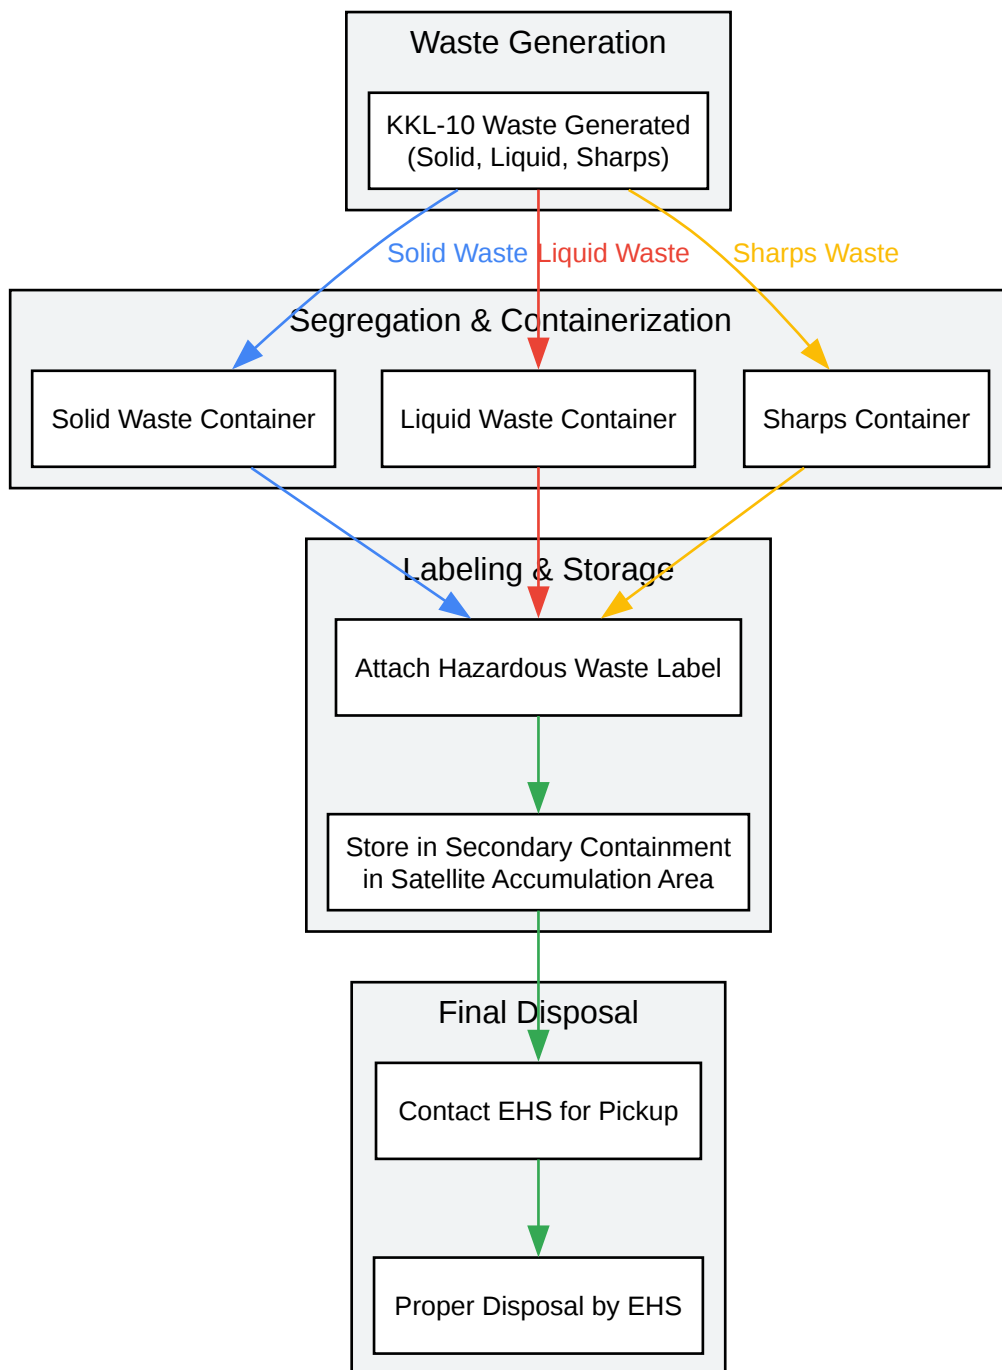 Waste Generation
KKL-10 Waste Generated
(Solid, Liquid, Sharps)
Solid Waste
Liquid Waste
Sharps Waste
Segregation & Containerization
Solid Waste Container
Liquid Waste Container
Sharps Container
Labeling & Storage
Attach Hazardous Waste Label
Store in Secondary Containment
in Satellite Accumulation Area
Final Disposal
Contact EHS for Pickup
Proper Disposal by EHS